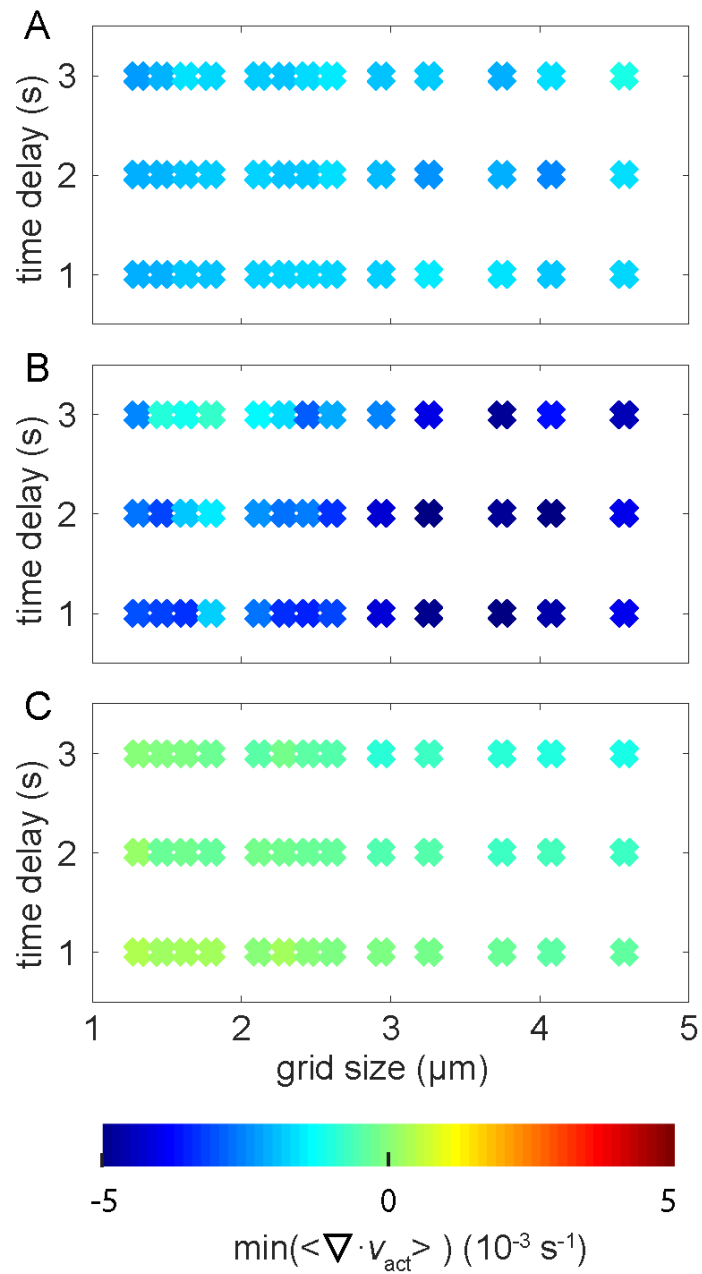 A
time delay (s)
3
2
1
B
time delay (s)
3
2
1
C
time delay (s)
3
2
1
1 2 3 4 5
grid size (µm)
-5 0 5
min(<∇·v_act> ) (10⁻³ s⁻¹)